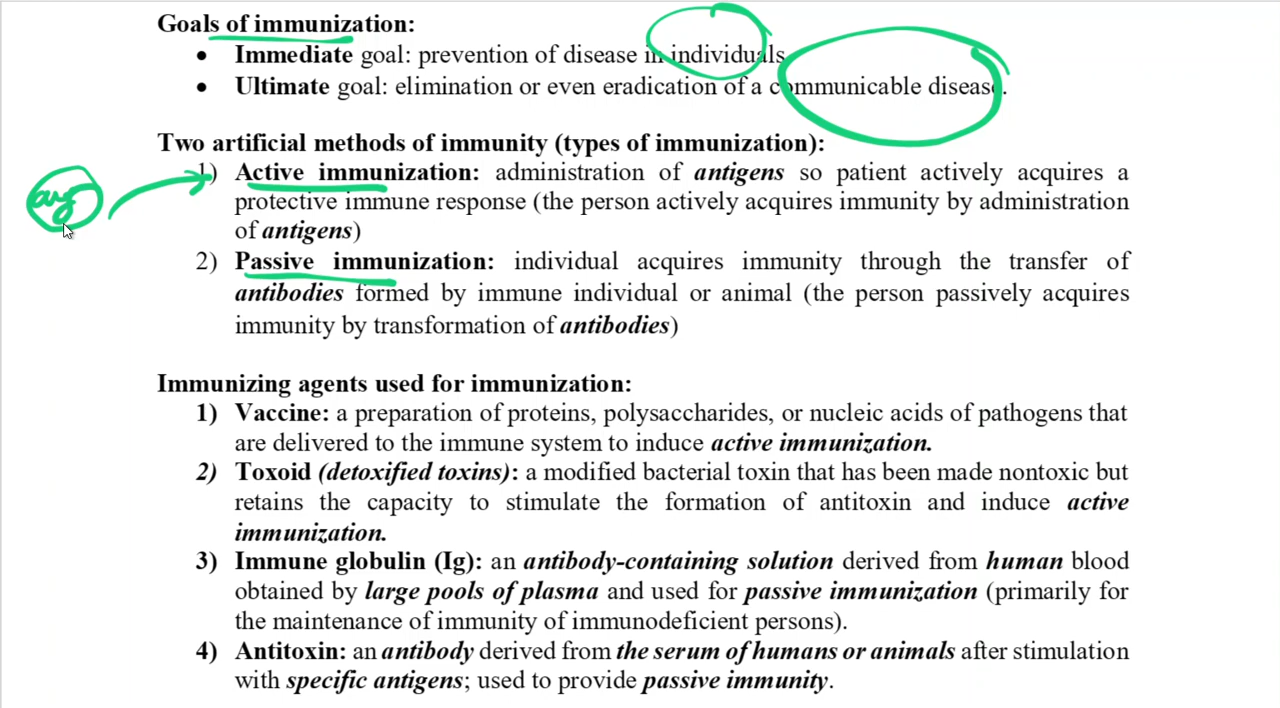 Goals of immunization:
• Immediate goal: prevention of disease in individuals
• Ultimate goal: elimination or even eradication of a communicable disease.
Two artificial methods of immunity (types of immunization):
1) Active immunization: administration of antigens so patient actively acquires a
protective immune response (the person actively acquires immunity by administration
of antigens)
2) Passive immunization: individual acquires immunity through the transfer of
antibodies formed by immune individual or animal (the person passively acquires
immunity by transformation of antibodies)
Immunizing agents used for immunization:
1) Vaccine: a preparation of proteins, polysaccharides, or nucleic acids of pathogens that
are delivered to the immune system to induce active immunization.
2) Toxoid (detoxified toxins): a modified bacterial toxin that has been made nontoxic but
retains the capacity to stimulate the formation of antitoxin and induce active
immunization.
3) Immune globulin (Ig): an antibody-containing solution derived from human blood
obtained by large pools of plasma and used for passive immunization (primarily for
the maintenance of immunity of immunodeficient persons).
4) Antitoxin: an antibody derived from the serum of humans or animals after stimulation
with specific antigens; used to provide passive immunity.